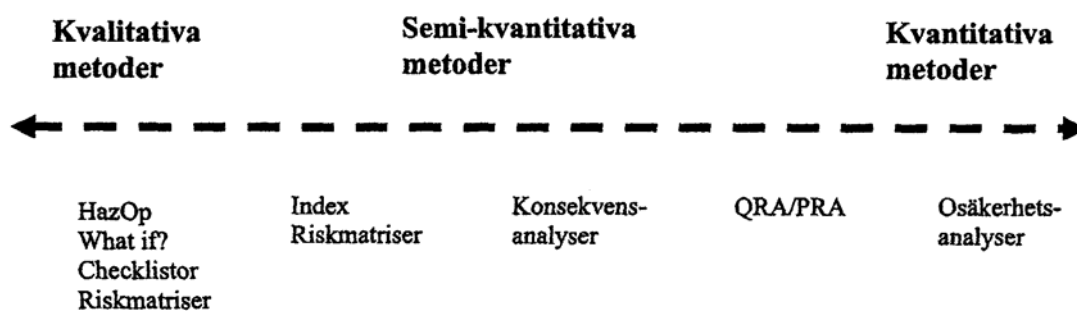 Kvalitativa
metoder
Semi-kvantitativa
metoder
Kvantitativa
metoder
HazOp
What if?
Checklistor
Riskmatriser
Index
Riskmatriser
Konsekvens-
analyser
QRA/PRA
Osäkerhets-
analyser